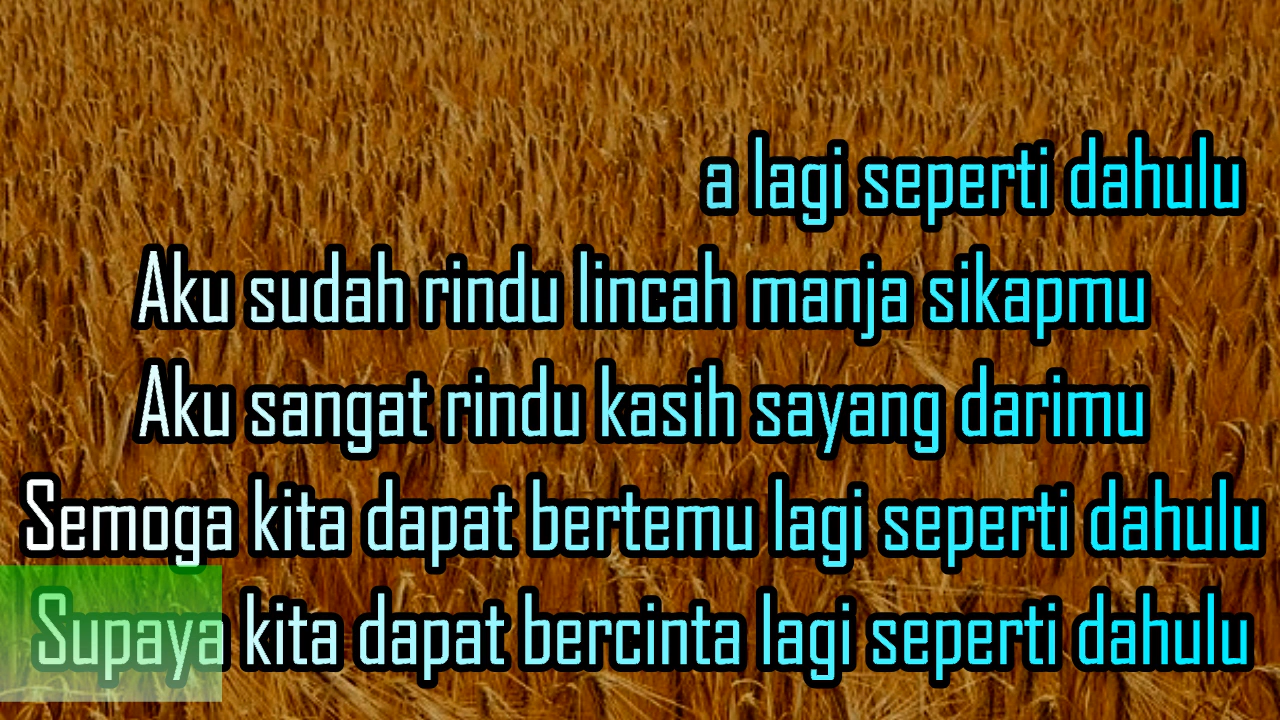 a lagi seperti dahulu
Aku sudah rindu lincah manja sikapmu
Aku sangat rindu kasih sayang darimu
Semoga kita dapat bertemu lagi seperti dahulu
Supaya kita dapat bercinta lagi seperti dahulu